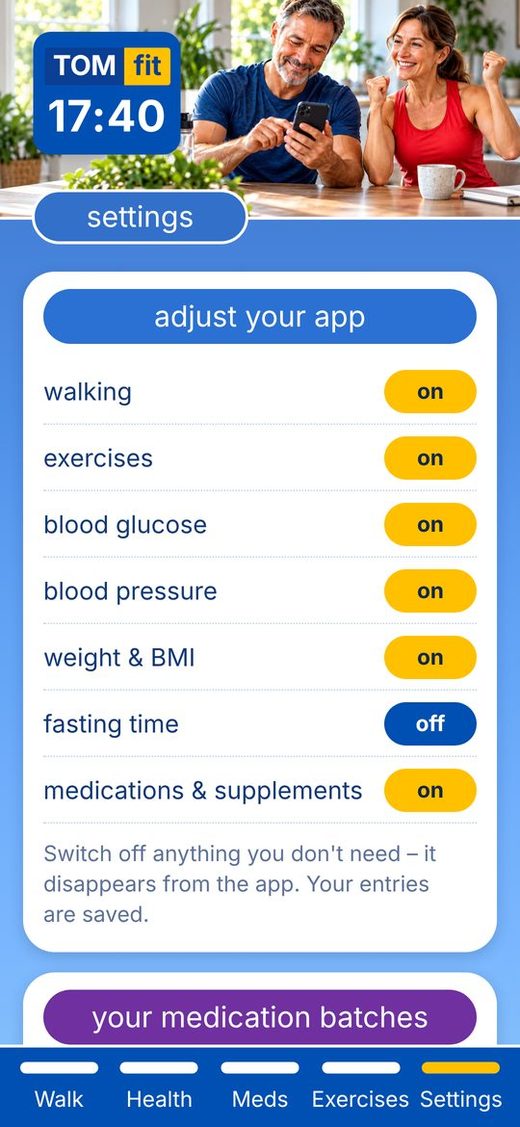 TOM fit
17:40
settings
adjust your app
walking on
exercises on
blood glucose on
blood pressure on
weight & BMI on
fasting time off
medications & supplements on
Switch off anything you don't need – it
disappears from the app. Your entries
are saved.
your medication batches
Walk Health Meds Exercises Settings